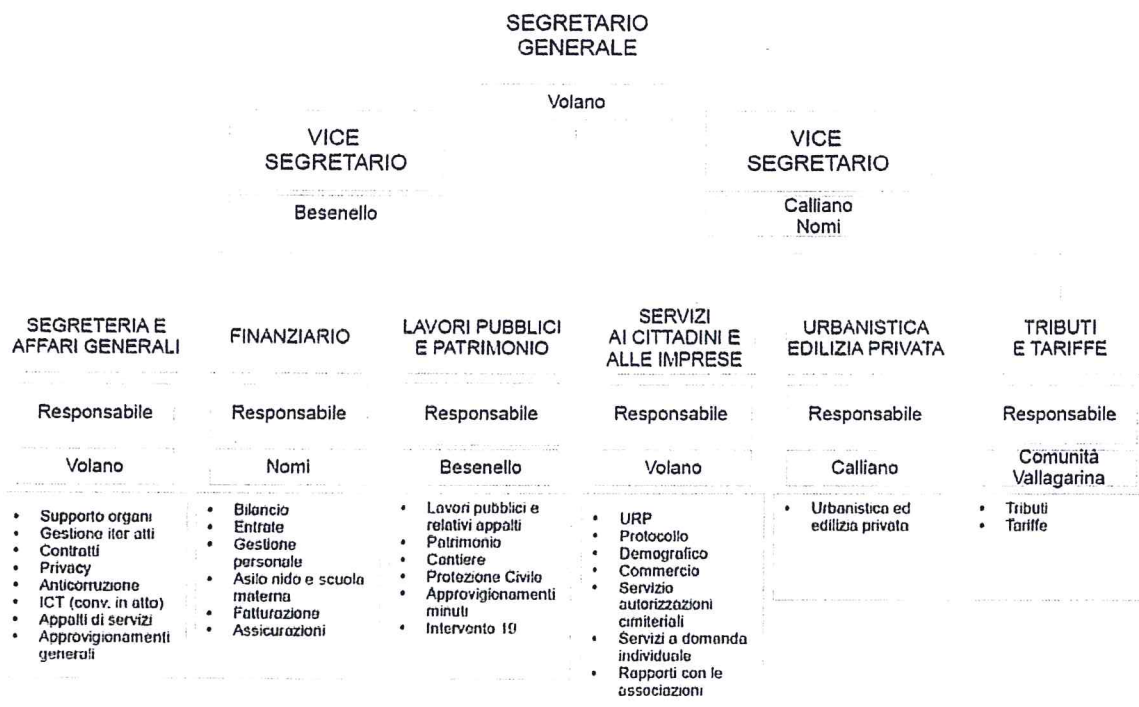 SEGRETARIO
GENERALE
Volano
VICE
SEGRETARIO
Besenello
VICE
SEGRETARIO
Calliano
Nomi
SEGRETERIA E
AFFARI GENERALI
Responsabile
Volano
• Supporto organi
• Gestione iter atti
• Contratti
• Privacy
• Anticorruzione
• ICT (conv. in atto)
• Appalti di servizi
• Approvigionamenti
generali
FINANZIARIO
Responsabile
Nomi
• Bilancio
• Entrate
• Gestione
personale
• Asilo nido e scuola
materna
• Fatturazione
• Assicurazioni
LAVORI PUBBLICI
E PATRIMONIO
Responsabile
Besenello
• Lavori pubblici e
relativi appalti
• Patrimonio
• Cantiere
• Protezione Civile
• Approvigionamenti
minuti
• Intervento 19
SERVIZI
AI CITTADINI E
ALLE IMPRESE
Responsabile
Volano
• URP
• Protocollo
• Demografico
• Commercio
• Servizio
autorizzazioni
cimiteriali
• Servizi a domanda
individuale
• Rapporti con le
associazioni
URBANISTICA
EDILIZIA PRIVATA
Responsabile
Calliano
• Urbanistica ed
edilizia privata
TRIBUTI
E TARIFFE
Responsabile
Comunità
Vallagarina
• Tributi
• Tariffe